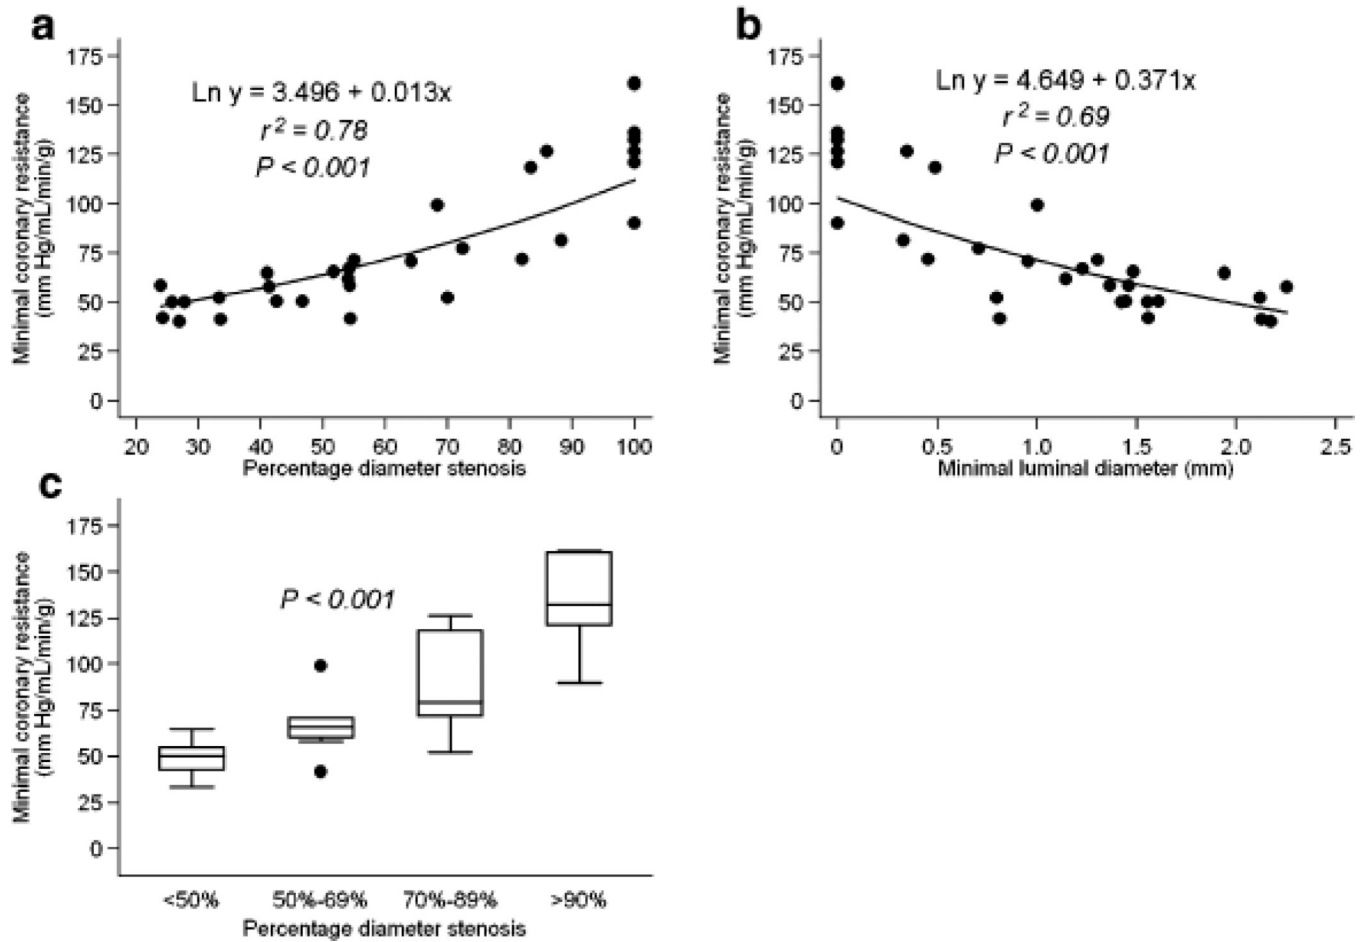 a
Minimal coronary resistance
(mm Hg/mL/min/g)
175
150
125
100
75
50
25
0
Ln y = 3.496 + 0.013x
r² = 0.78
P < 0.001
20 30 40 50 60 70 80 90 100
Percentage diameter stenosis
b
Minimal coronary resistance
(mm Hg/mL/min/g)
175
150
125
100
75
50
25
0
Ln y = 4.649 + 0.371x
r² = 0.69
P < 0.001
0 0.5 1.0 1.5 2.0 2.5
Minimal luminal diameter (mm)
c
Minimal coronary resistance
(mm Hg/mL/min/g)
175
150
125
100
75
50
25
0
P < 0.001
<50% 50%-69% 70%-89% >90%
Percentage diameter stenosis